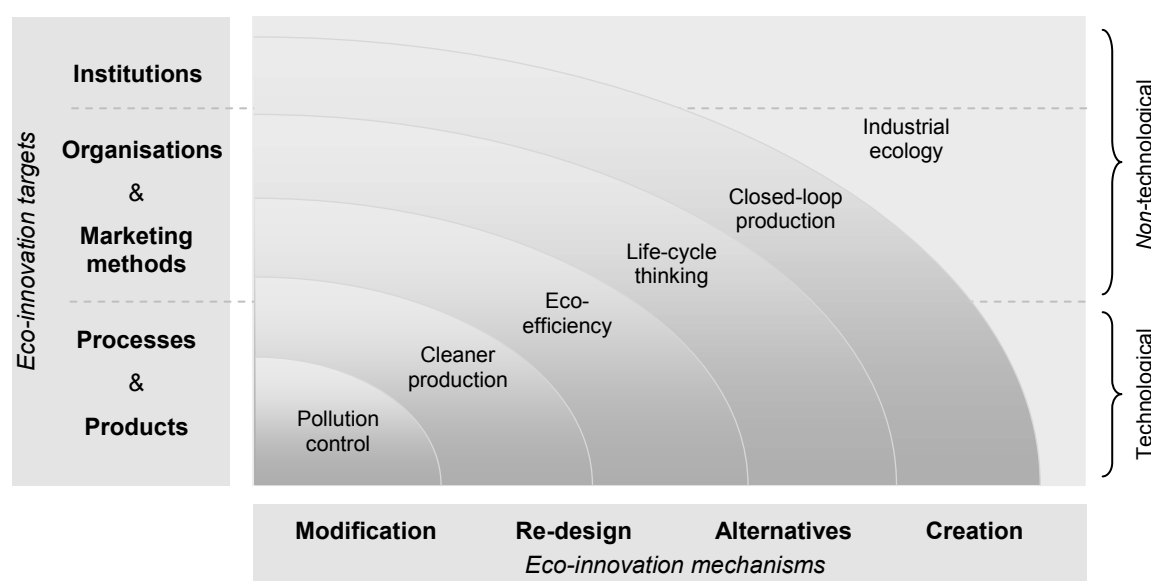 Eco-innovation targets
Institutions
Organisations
&
Marketing
methods
Processes
&
Products
Industrial
ecology
Closed-loop
production
Life-cycle
thinking
Eco-
efficiency
Cleaner
production
Pollution
control
Non-technological
Technological
Modification
Re-design
Alternatives
Creation
Eco-innovation mechanisms